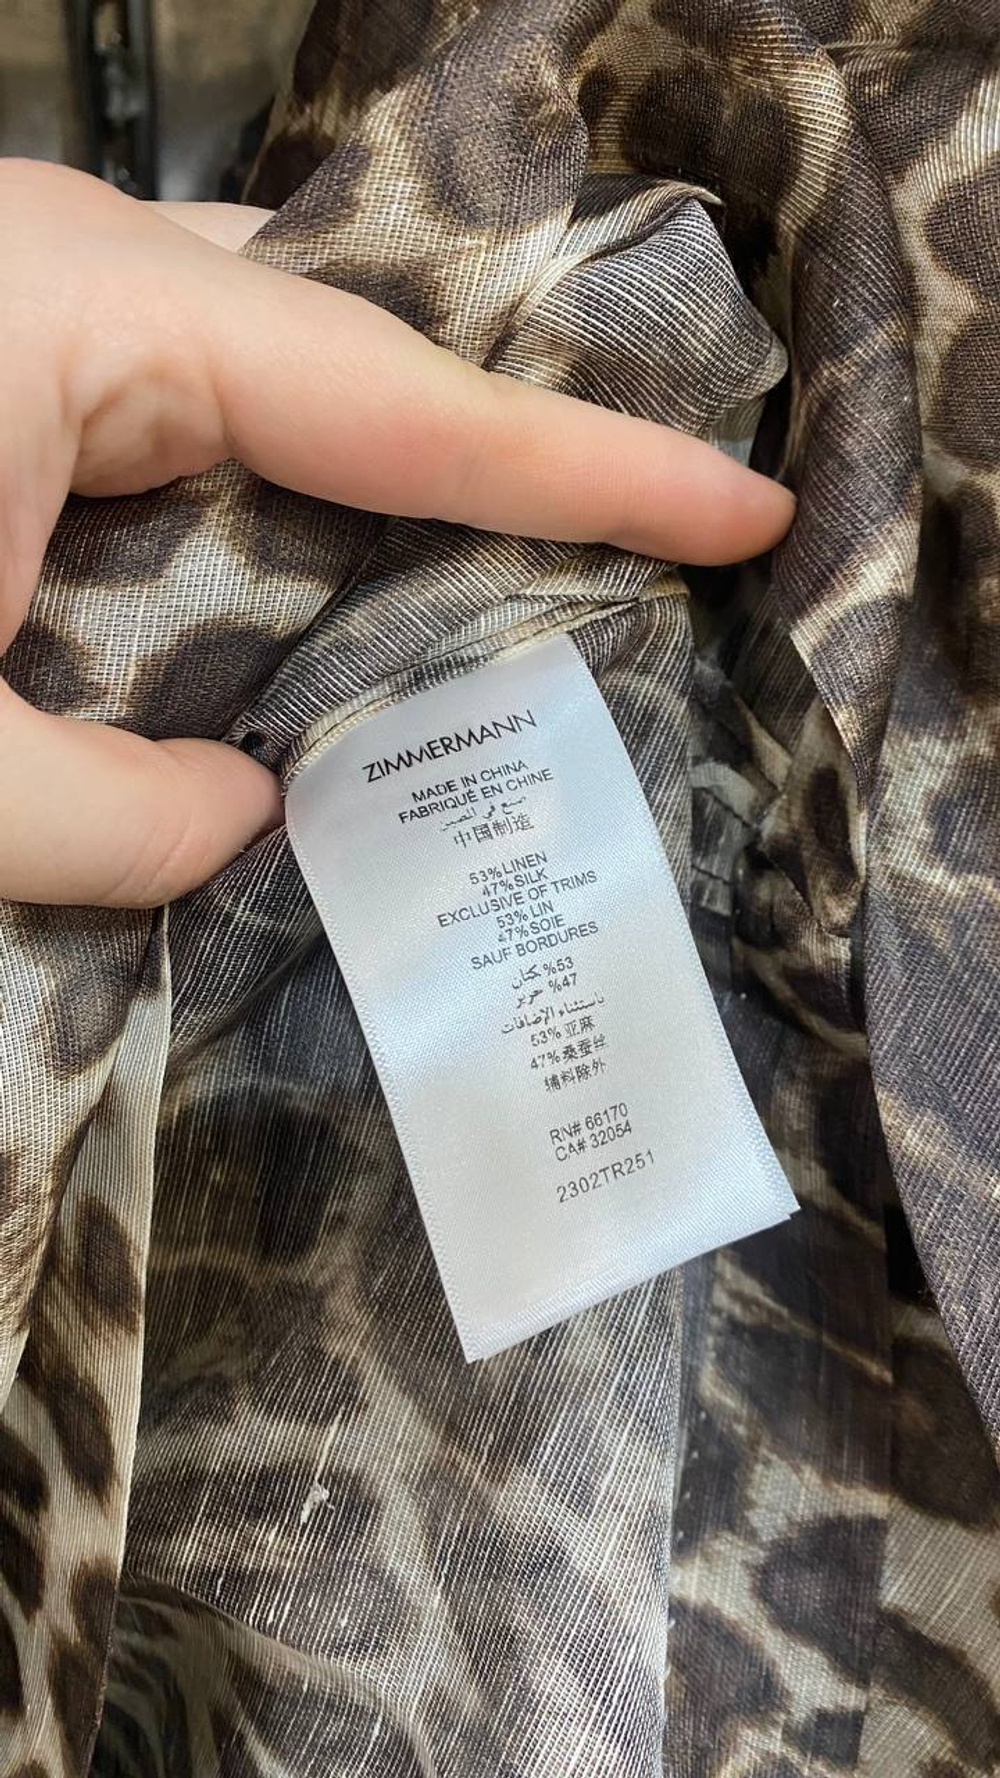 ZIMMERMANN
MADE IN CHINA
FABRIQUÉ EN CHINE
صنع في الصين
中国制造
53%LINEN
47%SILK
EXCLUSIVE OF TRIMS
53% LIN
47%SOIE
SAUF BORDURES
53% كتان
47% حرير
باستثناء الإضافات
53% 亚麻
47% 桑蚕丝
辅料除外
RN# 66170
CA# 32054
2302TR251